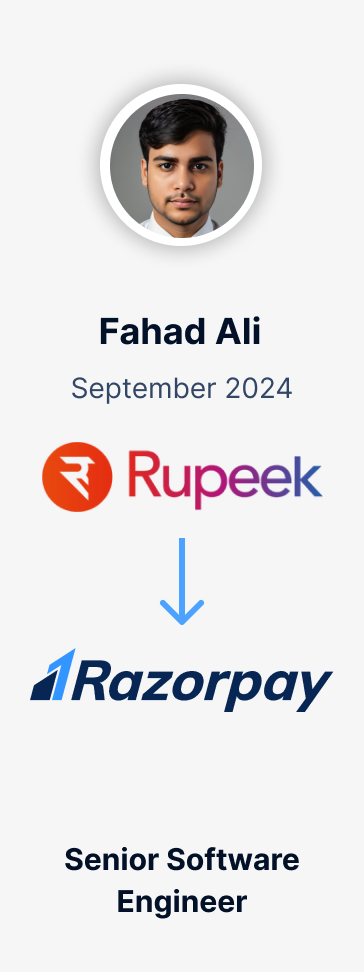 Fahad Ali
September 2024
Rupeek
Razorpay
Senior Software
Engineer